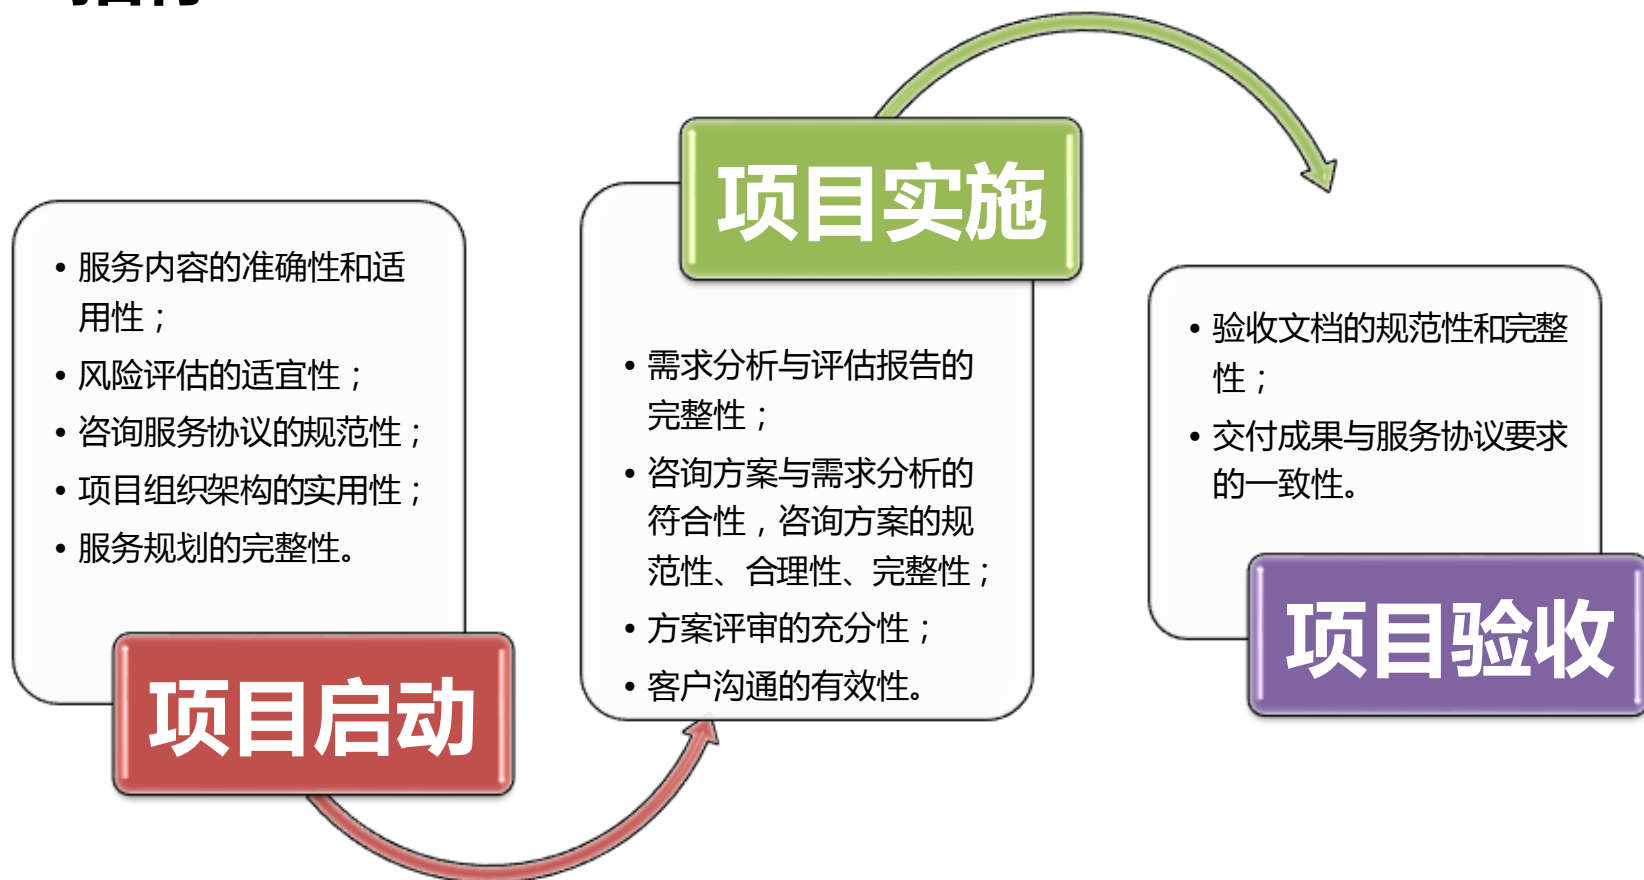 服务内容的准确性和适
用性；
风险评估的适宜性；
咨询服务协议的规范性；
项目组织架构的实用性；
服务规划的完整性。
项目启动
项目实施
需求分析与评估报告的
完整性；
咨询方案与需求分析的
符合性，咨询方案的规
范性、合理性、完整性；
方案评审的充分性；
客户沟通的有效性。
验收文档的规范性和完整
性；
交付成果与服务协议要求
的一致性。
项目验收